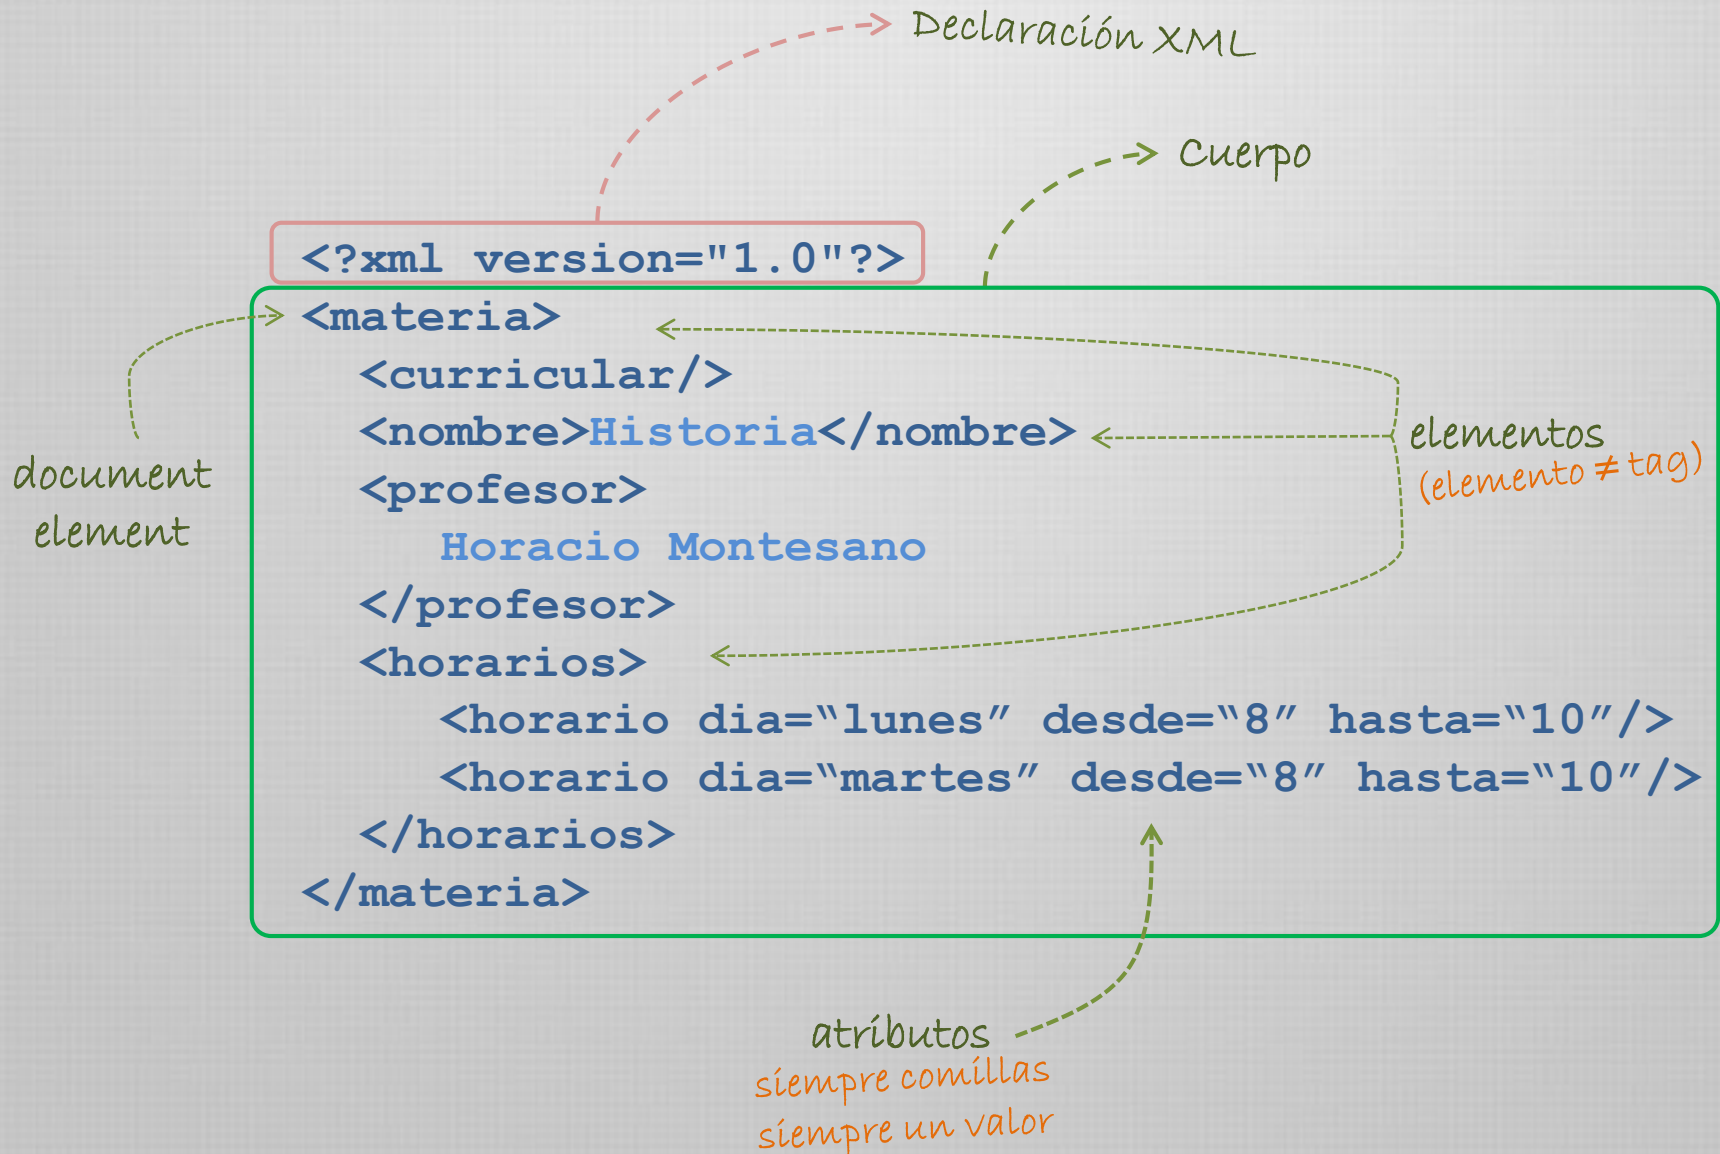 Declaración XML
Cuerpo
<?xml version="1.0"?>
<materia>
<curricular/>
<nombre>Historia</nombre>
elementos
(elemento ≠ tag)
document
element
<profesor>
Horacio Montesano
</profesor>
<horarios>
<horario dia=“lunes” desde=“8” hasta=“10”/>
<horario dia=“martes” desde=“8” hasta=“10”/>
</horarios>
</materia>
atributos
siempre comillas
siempre un valor